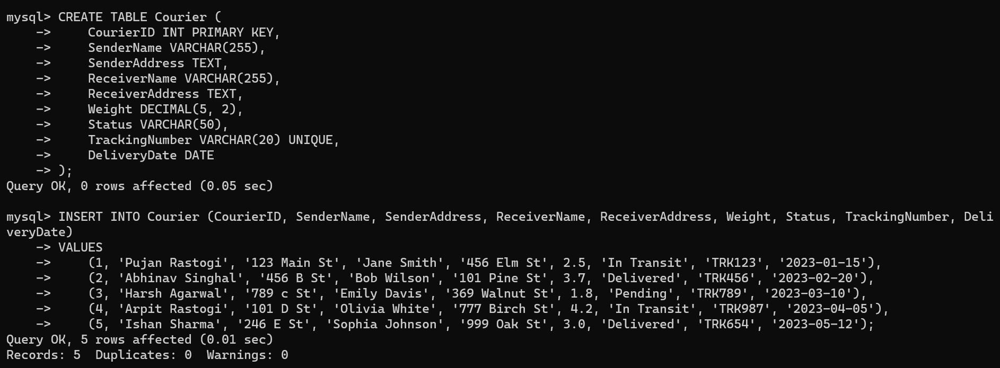 mysql> CREATE TABLE Courier (
    ->     CourierID INT PRIMARY KEY,
    ->     SenderName VARCHAR(255),
    ->     SenderAddress TEXT,
    ->     ReceiverName VARCHAR(255),
    ->     ReceiverAddress TEXT,
    ->     Weight DECIMAL(5, 2),
    ->     Status VARCHAR(50),
    ->     TrackingNumber VARCHAR(20) UNIQUE,
    ->     DeliveryDate DATE
    -> );
Query OK, 0 rows affected (0.05 sec)

mysql> INSERT INTO Courier (CourierID, SenderName, SenderAddress, ReceiverName, ReceiverAddress, Weight, Status, TrackingNumber, Deli
veryDate)
    -> VALUES
    ->     (1, 'Pujan Rastogi', '123 Main St', 'Jane Smith', '456 Elm St', 2.5, 'In Transit', 'TRK123', '2023-01-15'),
    ->     (2, 'Abhinav Singhal', '456 B St', 'Bob Wilson', '101 Pine St', 3.7, 'Delivered', 'TRK456', '2023-02-20'),
    ->     (3, 'Harsh Agarwal', '789 c St', 'Emily Davis', '369 Walnut St', 1.8, 'Pending', 'TRK789', '2023-03-10'),
    ->     (4, 'Arpit Rastogi', '101 D St', 'Olivia White', '777 Birch St', 4.2, 'In Transit', 'TRK987', '2023-04-05'),
    ->     (5, 'Ishan Sharma', '246 E St', 'Sophia Johnson', '999 Oak St', 3.0, 'Delivered', 'TRK654', '2023-05-12');
Query OK, 5 rows affected (0.01 sec)
Records: 5  Duplicates: 0  Warnings: 0